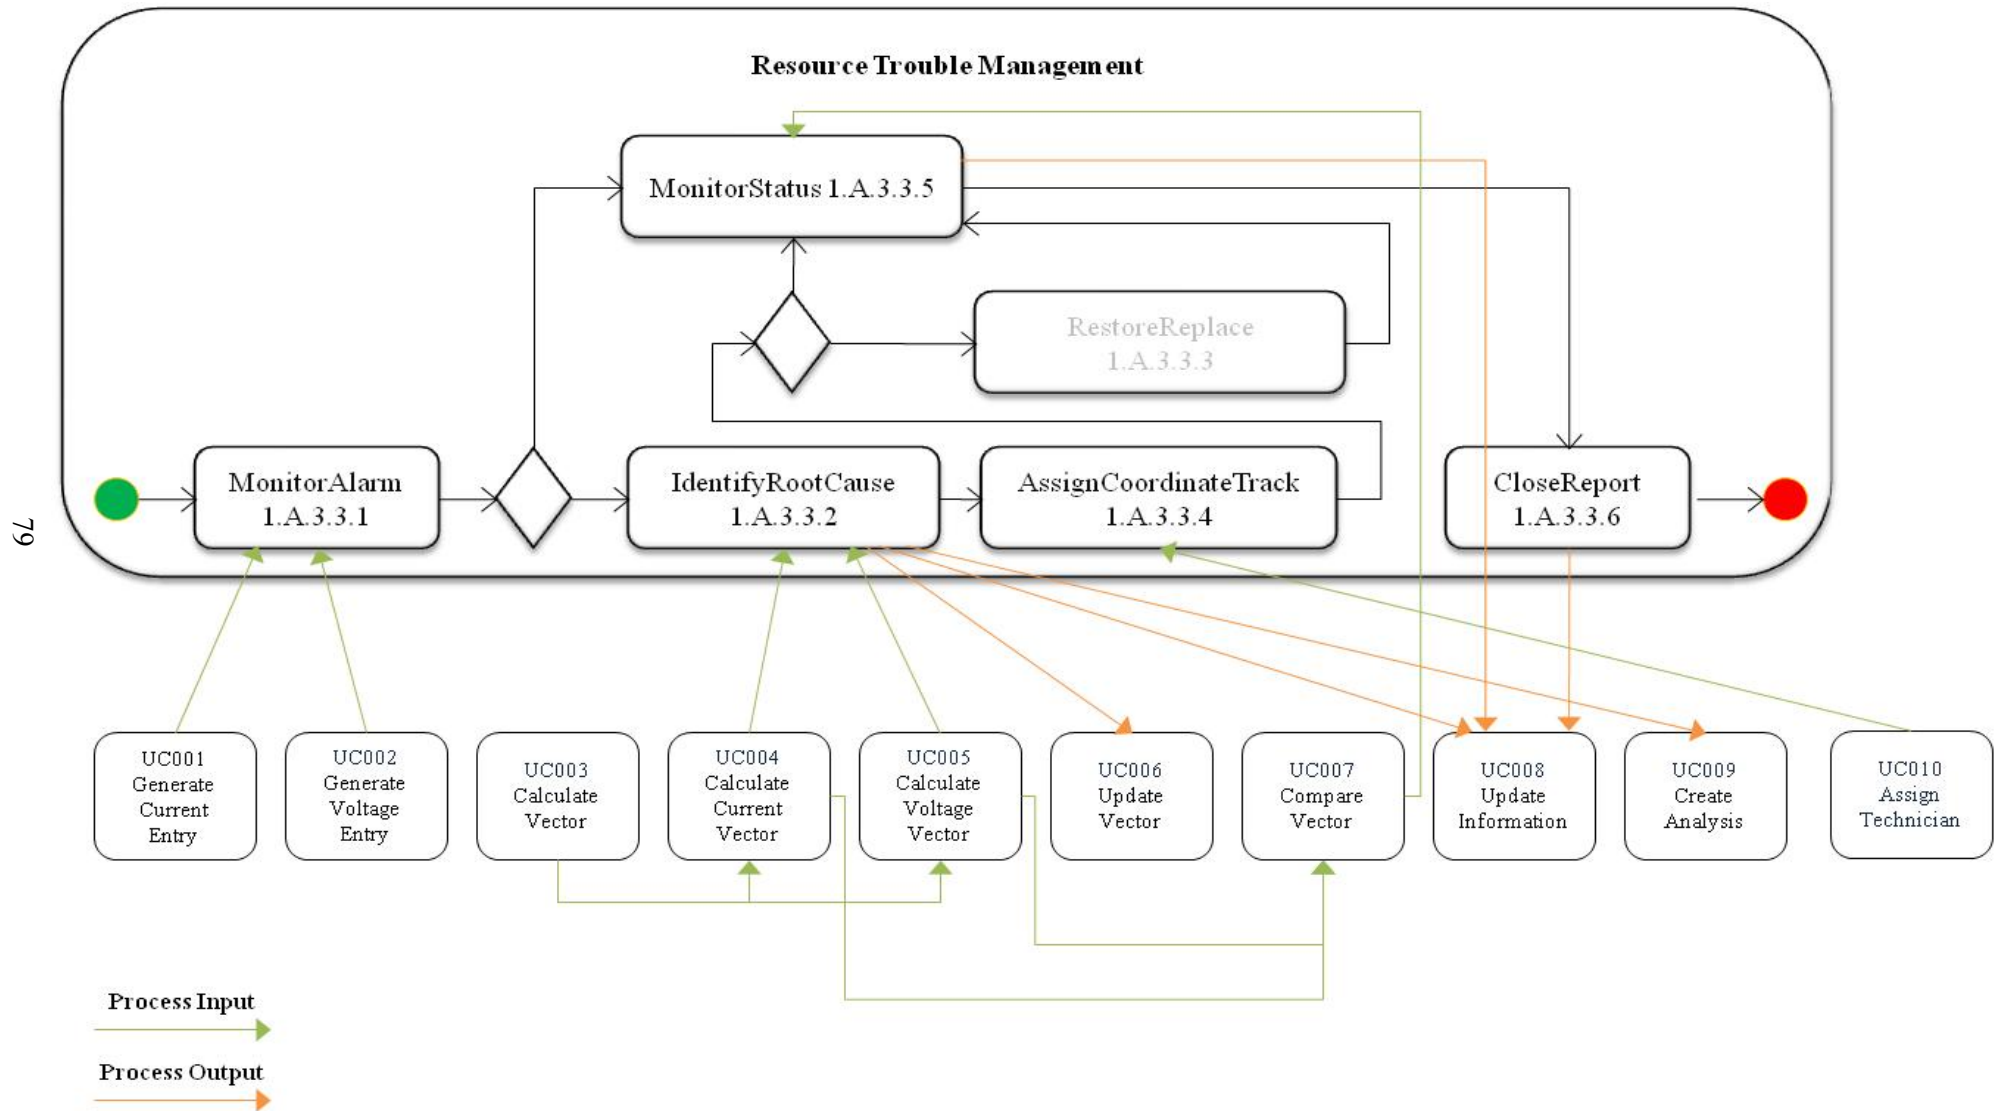 Resource Trouble Management
MonitorStatus 1.A.3.3.5
RestoreReplace
1.A.3.3.3
MonitorAlarm
1.A.3.3.1
IdentifyRootCause
1.A.3.3.2
AssignCoordinateTrack
1.A.3.3.4
CloseReport
1.A.3.3.6
79
UC001
Generate
Current
Entry
UC002
Generate
Voltage
Entry
UC003
Calculate
Vector
UC004
Calculate
Current
Vector
UC005
Calculate
Voltage
Vector
UC006
Update
Vector
UC007
Compare
Vector
UC008
Update
Information
UC009
Create
Analysis
UC010
Assign
Technician
Process Input
Process Output